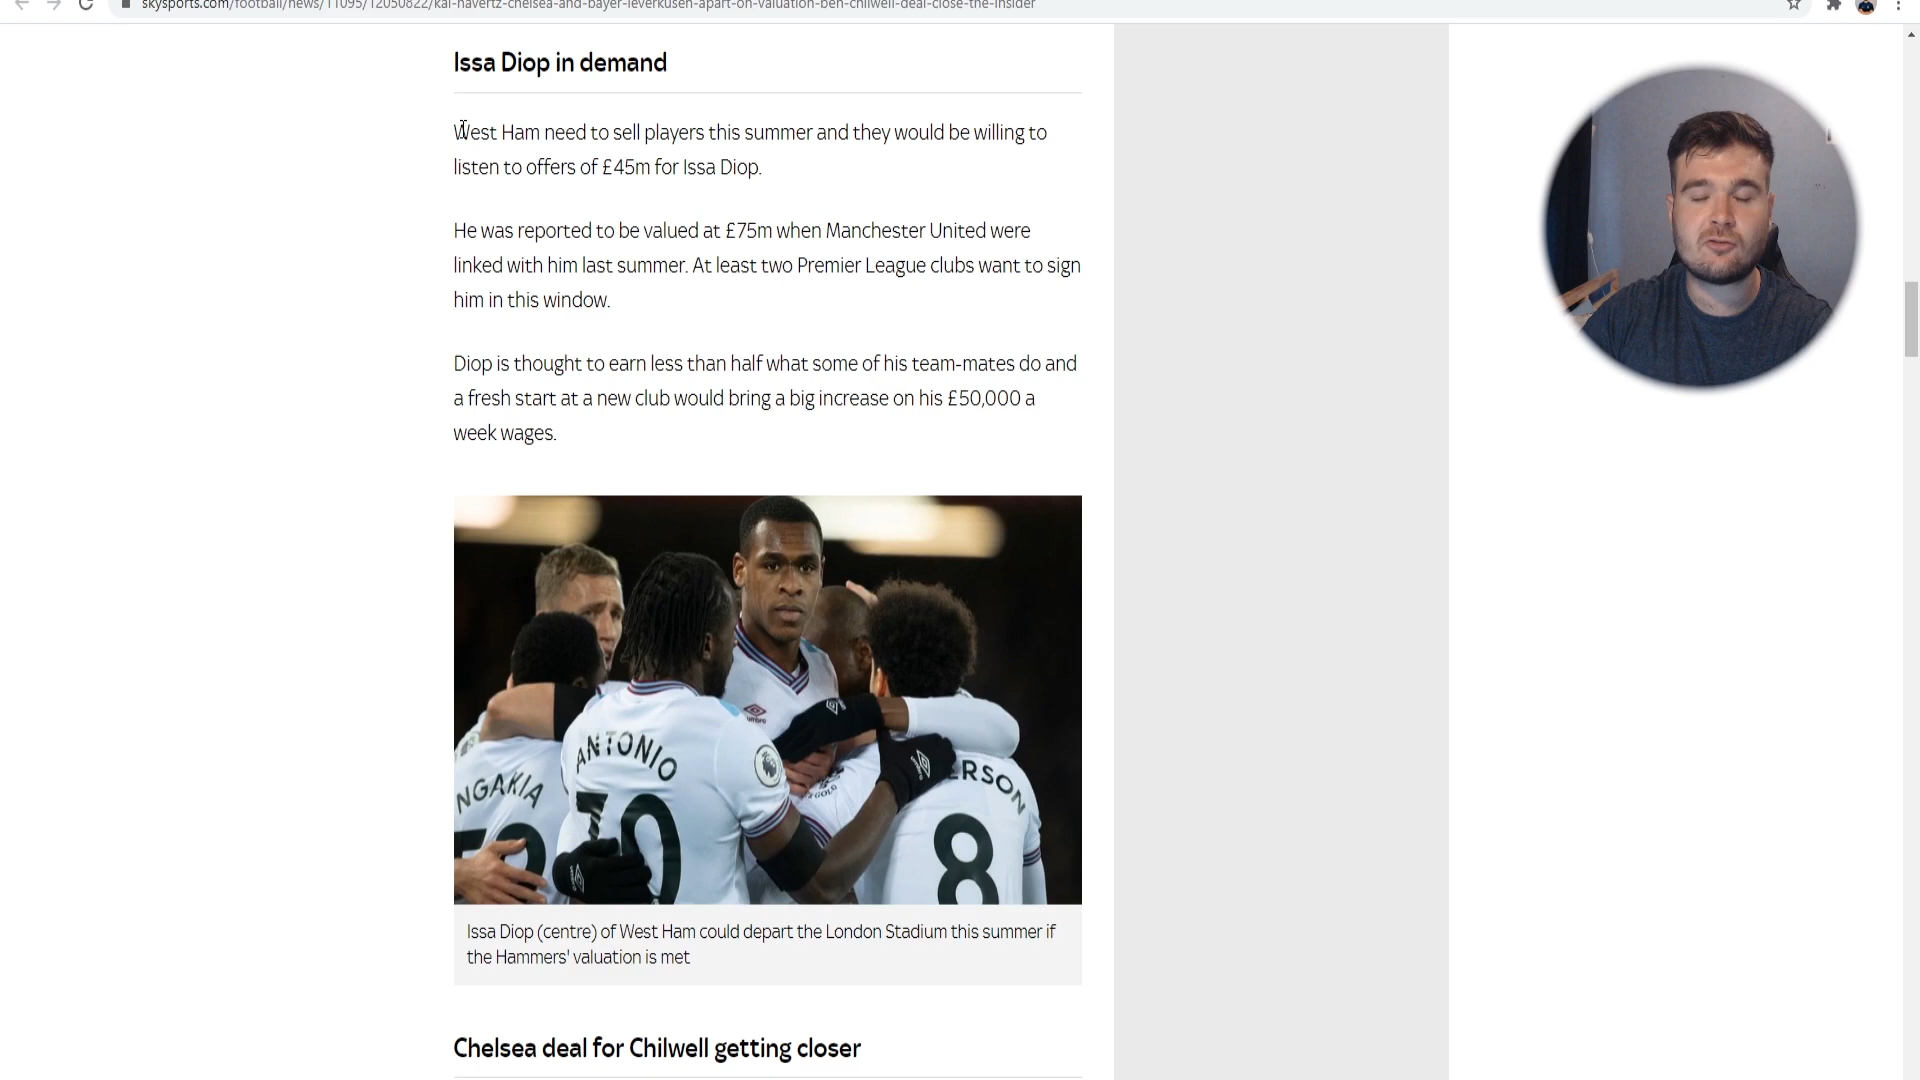 skysports.com/football/news/11095/12050822/kai-havertz-chelsea-and-bayer-leverkusen-apart-on-valuation-ben-chilwell-deal-close-the-insider
Issa Diop in demand
West Ham need to sell players this summer and they would be willing to
listen to offers of £45m for Issa Diop.
He was reported to be valued at £75m when Manchester United were
linked with him last summer. At least two Premier League clubs want to sign
him in this window.
Diop is thought to earn less than half what some of his team-mates do and
a fresh start at a new club would bring a big increase on his £50,000 a
week wages.
umbro
ANTONIO
30
NGAKIA
ERSON
8
Issa Diop (centre) of West Ham could depart the London Stadium this summer if
the Hammers' valuation is met
Chelsea deal for Chilwell getting closer